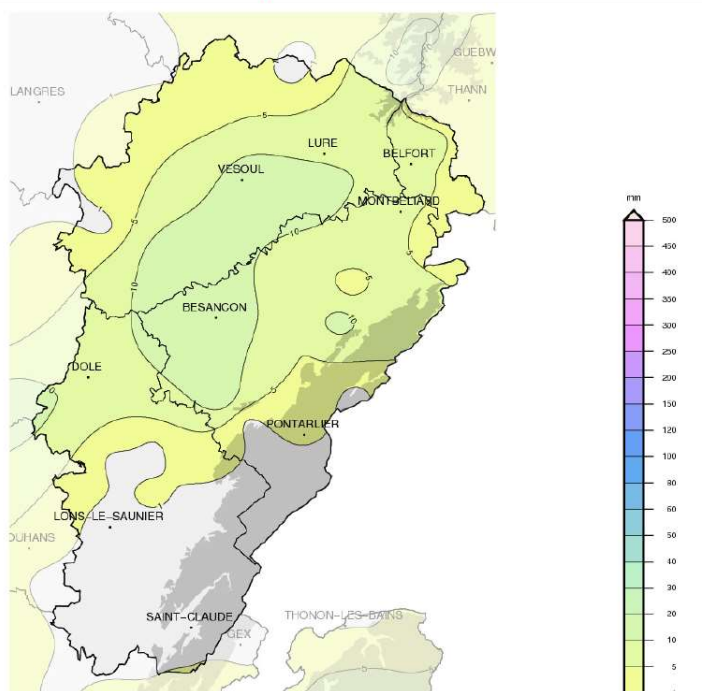 GUEBW
LANGRES
THANN
5
LURE
VESOUL
BELFORT
MONTBELIARD
10
5
5
10
BESANCON
10
DOLE
PONTARLIER
LONS-LE-SAUNIER
OUHANS
SAINT-CLAUDE
GEX
THONON-LES-BAINS
5
mm
500
450
400
350
300
250
200
150
120
100
80
60
50
40
30
20
10
5